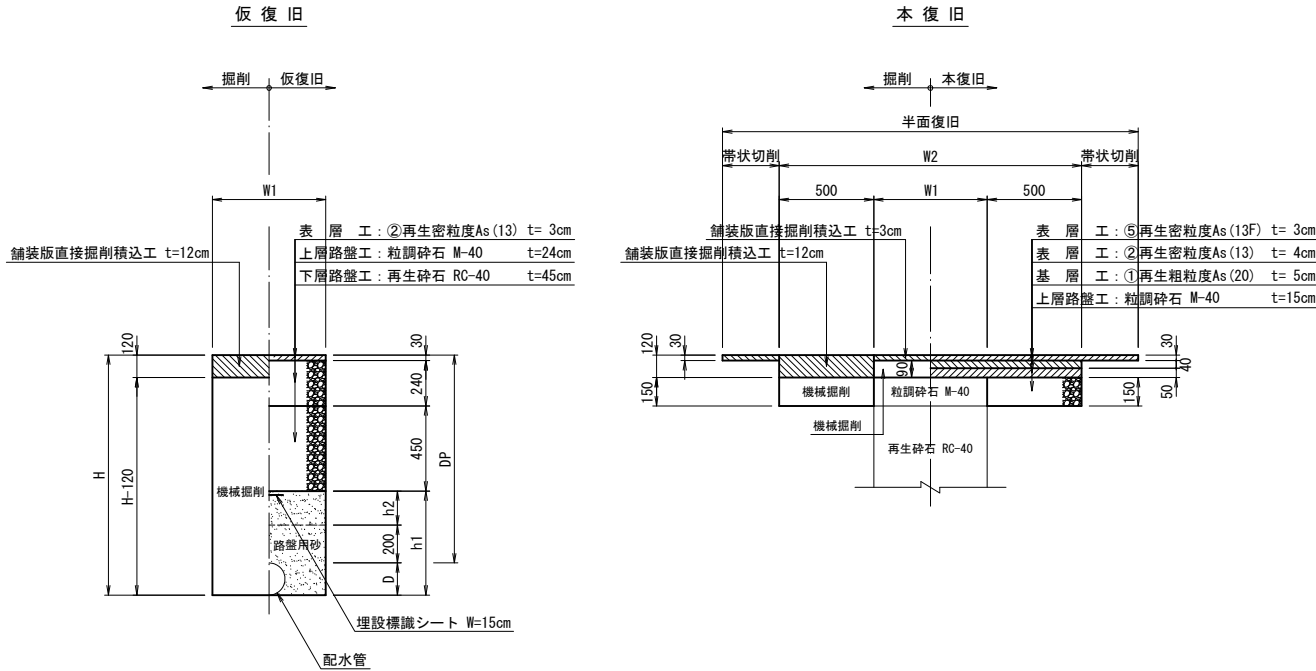 仮 復 旧
掘削 仮復旧
W1
表 層 工：②再生密粒度As(13) t= 3cm
上層路盤工：粒調砕石 M-40 t=24cm
下層路盤工：再生砕石 RC-40 t=45cm
舗装版直接掘削積込工 t=12cm
120
30
240
450
H
H-120
DP
機械掘削
h2
200
h1
D
路盤用砂
埋設標識シート W=15cm
配水管
本 復 旧
掘削 本復旧
半面復旧
帯状切削 W2 帯状切削
500 W1 500
舗装版直接掘削積込工 t=3cm
舗装版直接掘削積込工 t=12cm
表 層 工：⑤再生密粒度As(13F) t= 3cm
表 層 工：②再生密粒度As(13) t= 4cm
基 層 工：①再生粗粒度As(20) t= 5cm
上層路盤工：粒調砕石 M-40 t=15cm
120
30
150
90
30
40
50
150
機械掘削
粒調砕石 M-40
機械掘削
再生砕石 RC-40